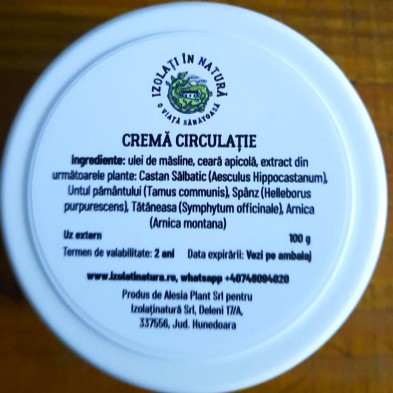 IZOLAȚI ÎN NATURĂ
O VIAȚĂ SĂNĂTOASĂ
CREMĂ CIRCULAȚIE
Ingrediente: ulei de măsline, ceară apicolă, extract din
următoarele plante: Castan Sălbatic (Aesculus Hippocastanum),
Untul pământului (Tamus communis), Spânz (Helleborus
purpurescens), Tătăneasa (Symphytum officinale), Arnica
(Arnica montana)
Uz extern 100 g
Termen de valabilitate: 2 ani Data expirării: Vezi pe ambalaj
www.izolatinatura.ro, whatsapp +40748094020
Produs de Alesia Plant Srl pentru
Izolaținatură Srl, Deleni 17/A,
337556, Jud. Hunedoara